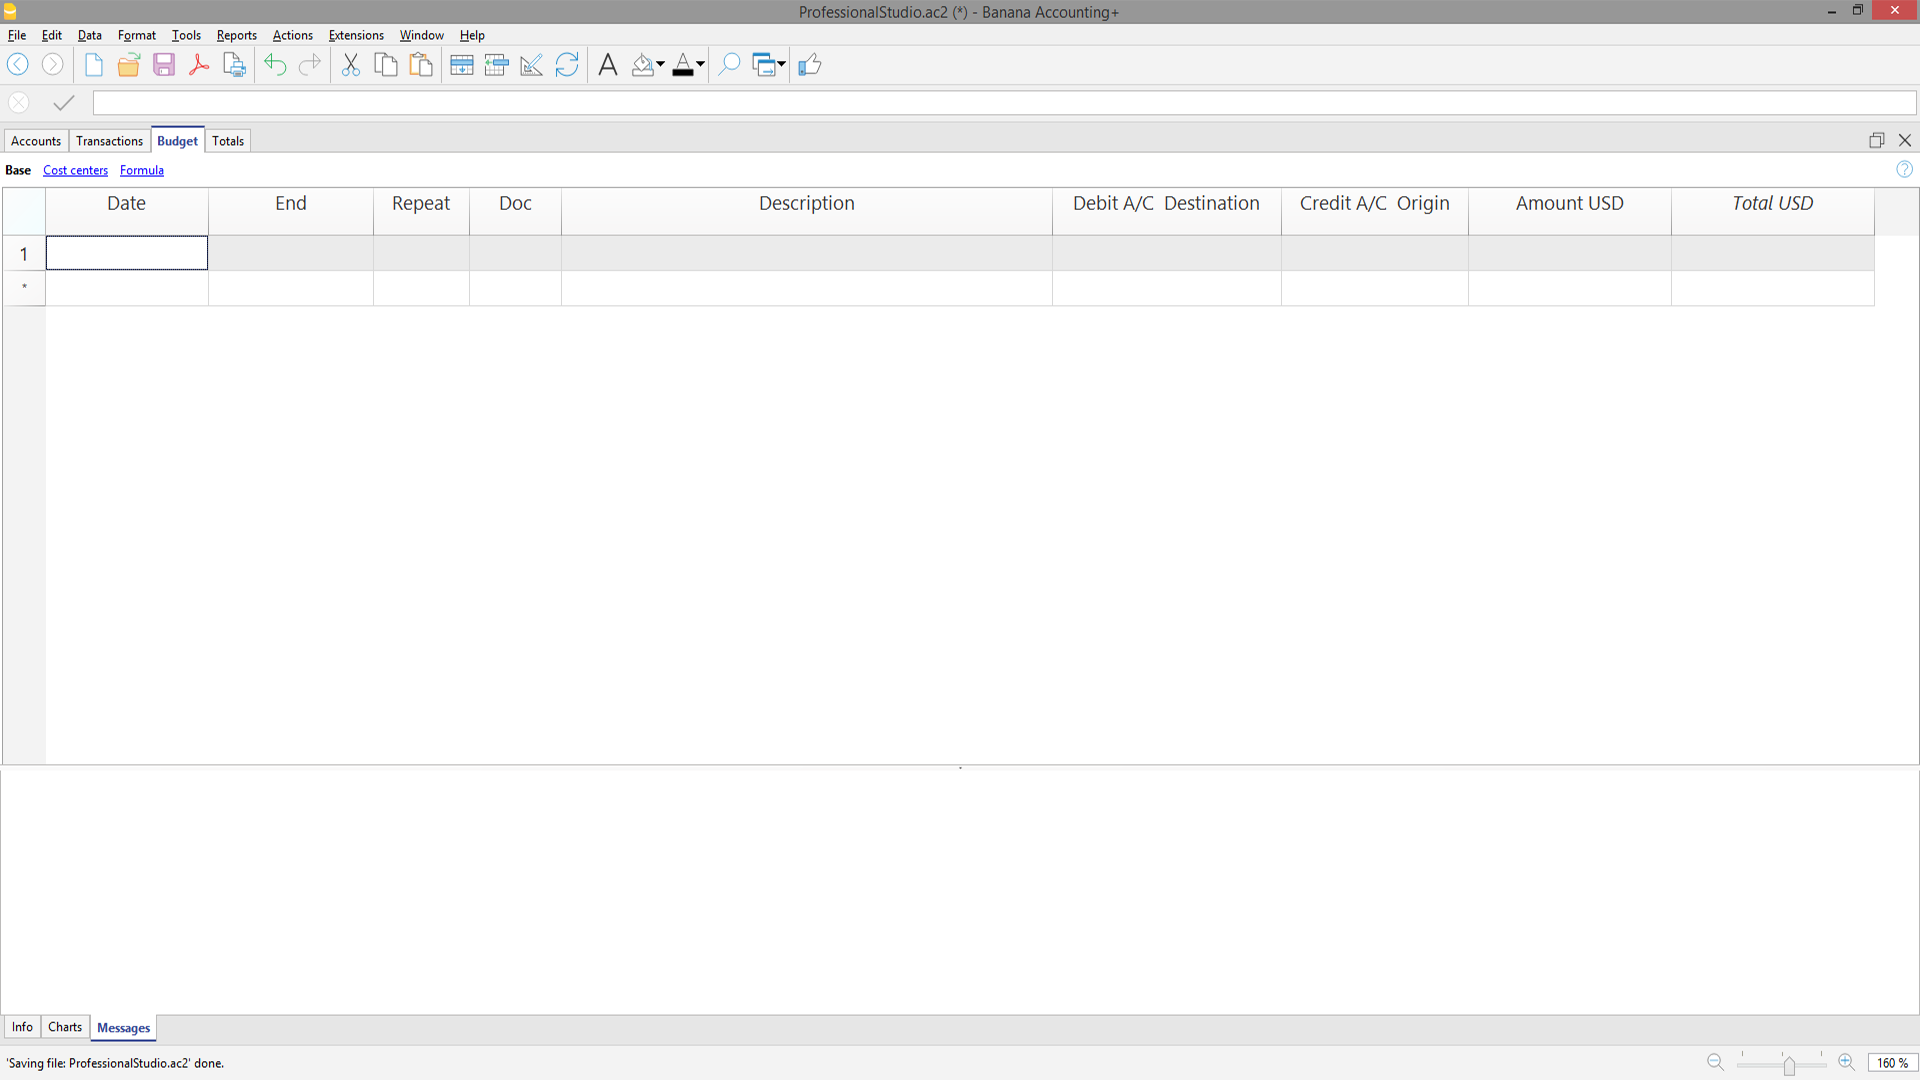 ProfessionalStudio.ac2 (*) - Banana Accounting+
File Edit Data Format Tools Reports Actions Extensions Window Help
Accounts Transactions Budget Totals
Base Cost centers Formula
Date End Repeat Doc Description Debit A/C Destination Credit A/C Origin Amount USD Total USD
1
*
Info Charts Messages
'Saving file: ProfessionalStudio.ac2' done.
160 %